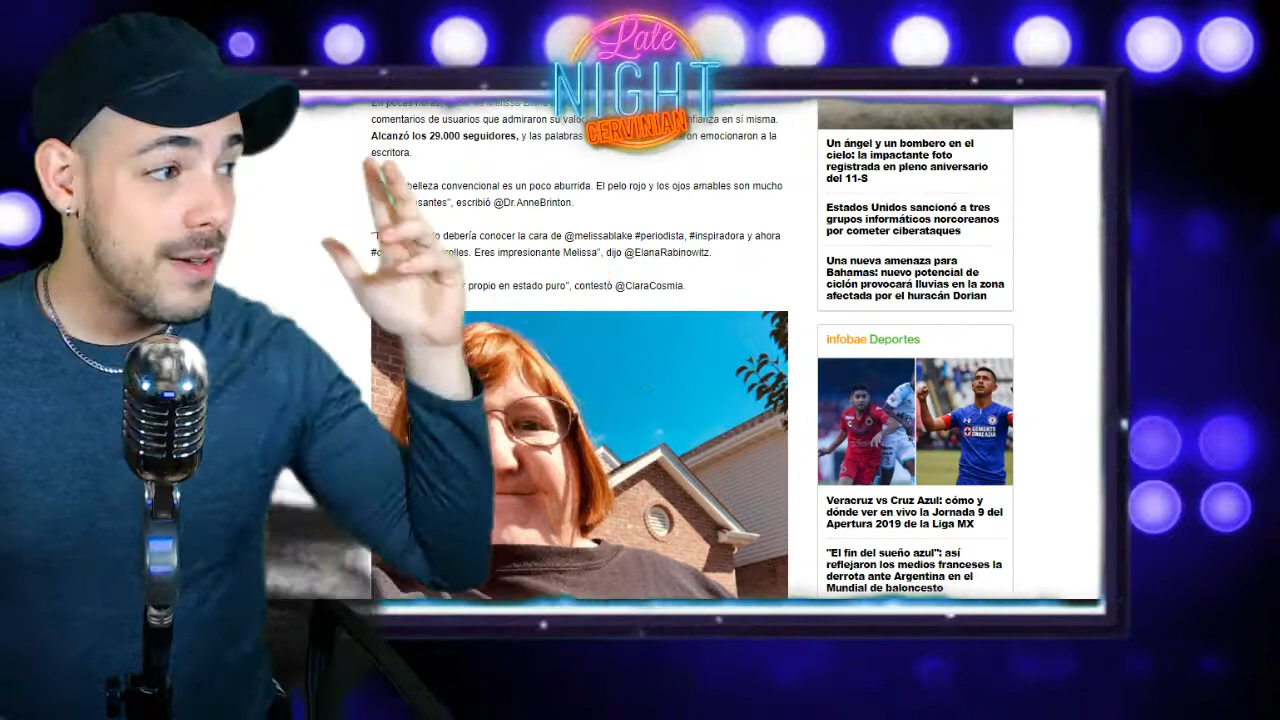 Late
NIGHT
CERVINIAN
En pocas horas,
comentarios de usuarios que admiraron su valo
nfianza en sí misma.
Alcanzó los 29.000 seguidores, y las palabras
ron emocionaron a la
escritora.
belleza convencional es un poco aburrida. El pelo rojo y los ojos amables son mucho
santes", escribió @Dr.AnneBrinton.
debería conocer la cara de @melissablake #periodista, #inspiradora y ahora
rolles. Eres impresionante Melissa", dijo @ElanaRabinowitz.
propio en estado puro", contestó @ClaraCosmia.
Un ángel y un bombero en el
cielo: la impactante foto
registrada en pleno aniversario
del 11-S
Estados Unidos sancionó a tres
grupos informáticos norcoreanos
por cometer ciberataques
Una nueva amenaza para
Bahamas: nuevo potencial de
ciclón provocará lluvias en la zona
afectada por el huracán Dorian
infobae Deportes
CEMENTO
CRUZ AZUL
Veracruz vs Cruz Azul: cómo y
dónde ver en vivo la Jornada 9 del
Apertura 2019 de la Liga MX
"El fin del sueño azul": así
reflejaron los medios franceses la
derrota ante Argentina en el
Mundial de baloncesto